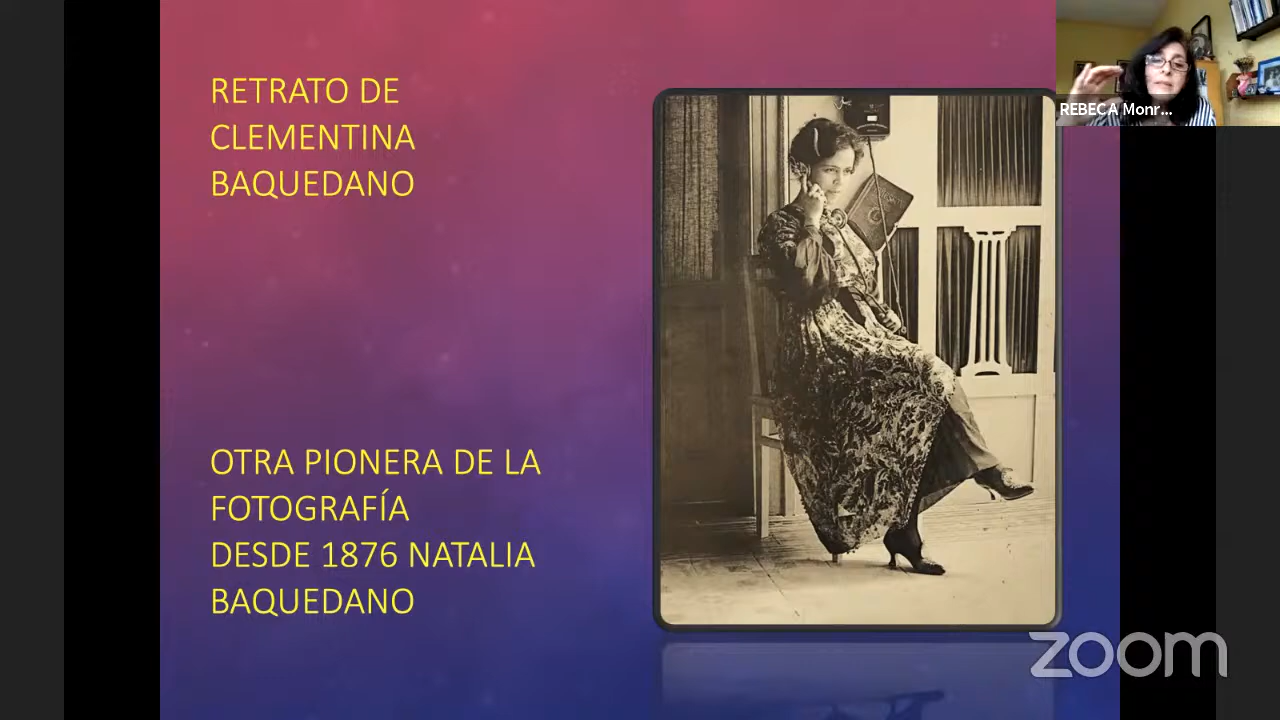 RETRATO DE
CLEMENTINA
BAQUEDANO
OTRA PIONERA DE LA
FOTOGRAFÍA
DESDE 1876 NATALIA
BAQUEDANO
REBECA Monr...
zoom